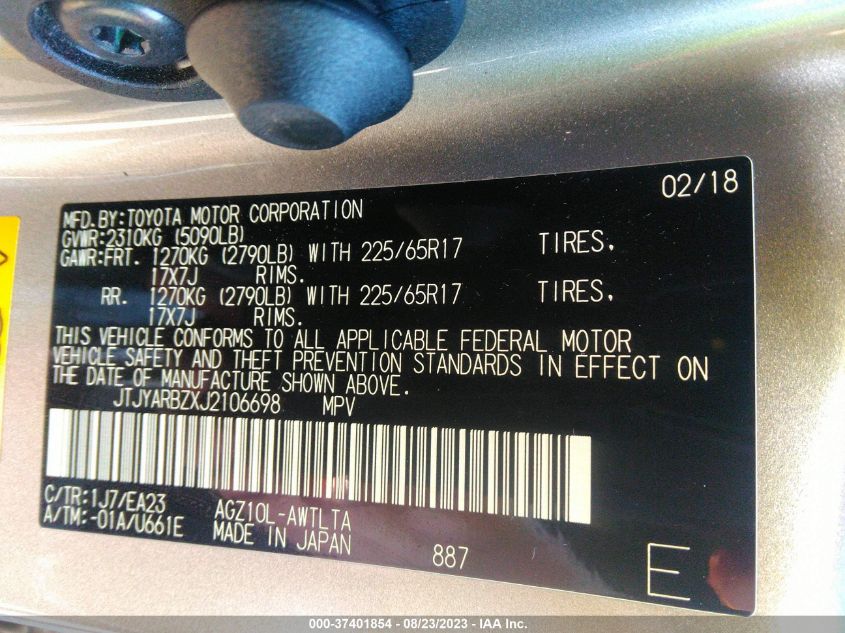 02/18
MFD.BY:TOYOTA MOTOR CORPORATION
GVWR:2310KG (5090LB)
GAWR:FRT. 1270KG (2790LB) WITH 225/65R17 TIRES,
17X7J RIMS.
RR. 1270KG (2790LB) WITH 225/65R17 TIRES,
17X7J RIMS.
THIS VEHICLE CONFORMS TO ALL APPLICABLE FEDERAL MOTOR
VEHICLE SAFETY AND THEFT PREVENTION STANDARDS IN EFFECT ON
THE DATE OF MANUFACTURE SHOWN ABOVE.
JTJYARBZXJ2106698 MPV
C/TR:1J7/EA23 AGZ10L-AWTLTA
A/TM:-01A/U661E MADE IN JAPAN 887
E
000-37401854 - 08/23/2023 - IAA Inc.